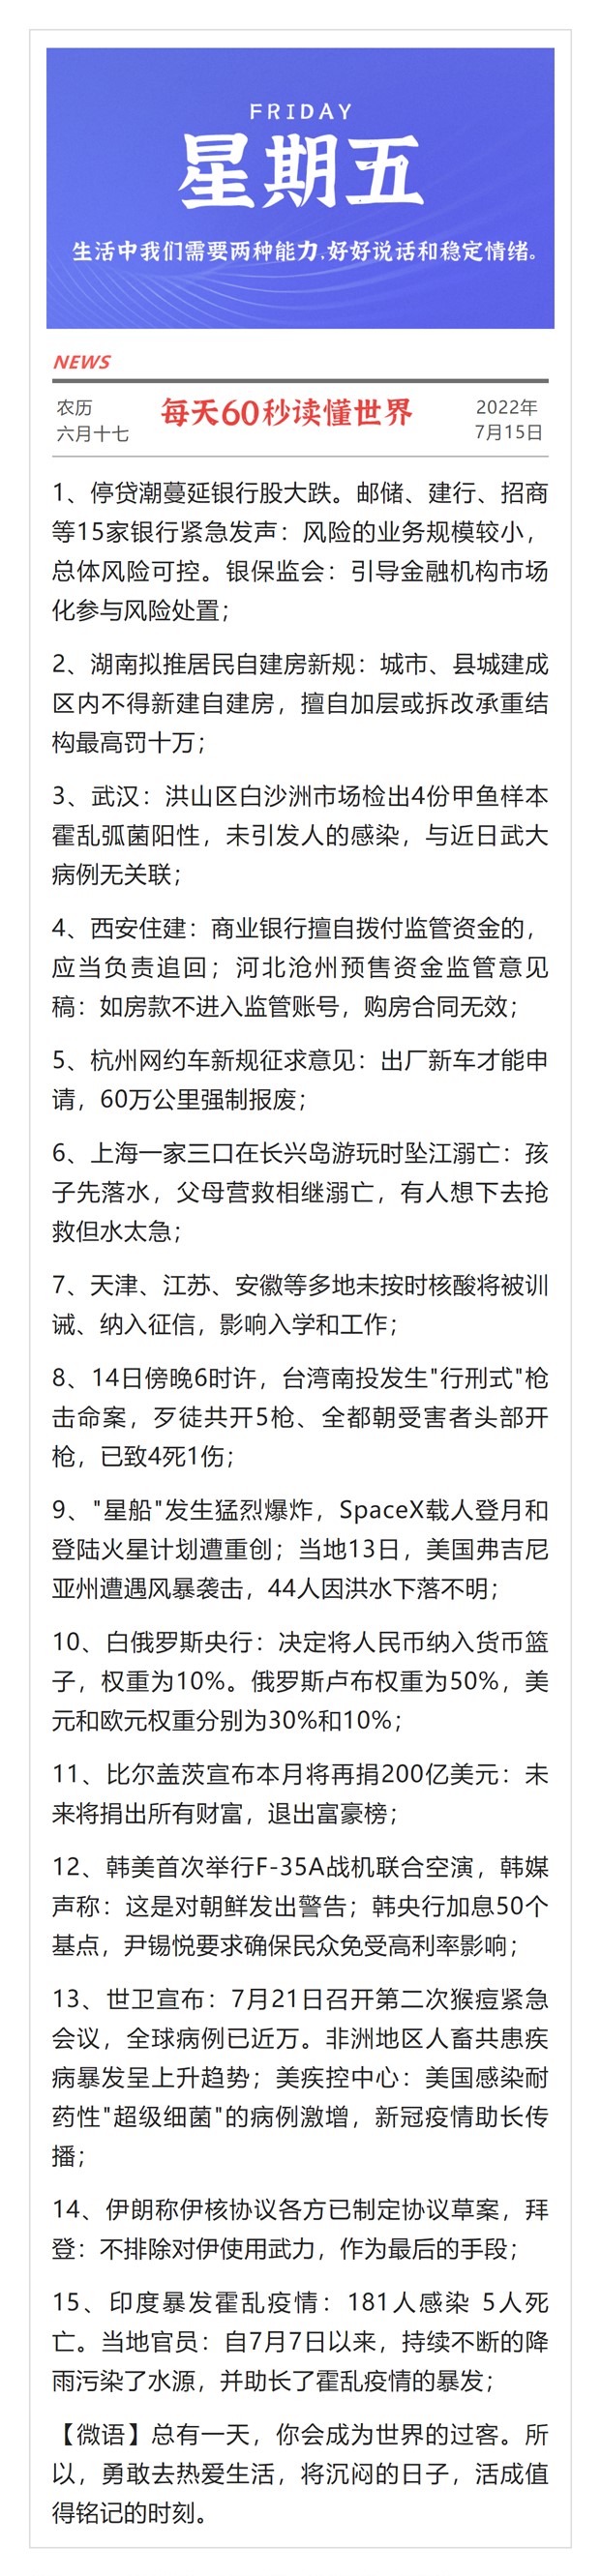 FRIDAY
星期五
生活中我们需要两种能力,好好说话和稳定情绪。
NEWS
农历
六月十七
每天60秒读懂世界
2022年
7月15日
1、停贷潮蔓延银行股大跌。邮储、建行、招商
等15家银行紧急发声：风险的业务规模较小，
总体风险可控。银保监会：引导金融机构市场
化参与风险处置；
2、湖南拟推居民自建房新规：城市、县城建成
区内不得新建自建房，擅自加层或拆改承重结
构最高罚十万；
3、武汉：洪山区白沙洲市场检出4份甲鱼样本
霍乱弧菌阳性，未引发人的感染，与近日武大
病例无关联；
4、西安住建：商业银行擅自拨付监管资金的，
应当负责追回；河北沧州预售资金监管意见
稿：如房款不进入监管账号，购房合同无效；
5、杭州网约车新规征求意见：出厂新车才能申
请，60万公里强制报废；
6、上海一家三口在长兴岛游玩时坠江溺亡：孩
子先落水，父母营救相继溺亡，有人想下去抢
救但水太急；
7、天津、江苏、安徽等多地未按时核酸将被训
诫、纳入征信，影响入学和工作；
8、14日傍晚6时许，台湾南投发生"行刑式"枪
击命案，歹徒共开5枪、全都朝受害者头部开
枪，已致4死1伤；
9、"星船"发生猛烈爆炸，SpaceX载人登月和
登陆火星计划遭重创；当地13日，美国弗吉尼
亚州遭遇风暴袭击，44人因洪水下落不明；
10、白俄罗斯央行：决定将人民币纳入货币篮
子，权重为10%。俄罗斯卢布权重为50%，美
元和欧元权重分别为30%和10%；
11、比尔盖茨宣布本月将再捐200亿美元：未
来将捐出所有财富，退出富豪榜；
12、韩美首次举行F-35A战机联合空演，韩媒
声称：这是对朝鲜发出警告；韩央行加息50个
基点，尹锡悦要求确保民众免受高利率影响；
13、世卫宣布：7月21日召开第二次猴痘紧急
会议，全球病例已近万。非洲地区人畜共患疾
病暴发呈上升趋势；美疾控中心：美国感染耐
药性"超级细菌"的病例激增，新冠疫情助长传
播；
14、伊朗称伊核协议各方已制定协议草案，拜
登：不排除对伊使用武力，作为最后的手段；
15、印度暴发霍乱疫情：181人感染 5人死
亡。当地官员：自7月7日以来，持续不断的降
雨污染了水源，并助长了霍乱疫情的暴发；
【微语】总有一天，你会成为世界的过客。所
以，勇敢去热爱生活，将沉闷的日子，活成值
得铭记的时刻。